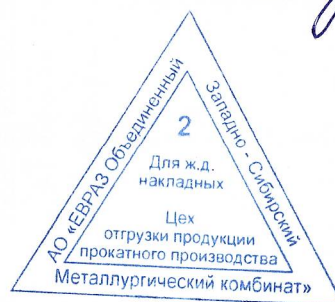 АО «ЕВРАЗ Объединенный
Западно - Сибирский
Металлургический комбинат»
2
Для ж.д.
накладных
Цех
отгрузки продукции
прокатного производства